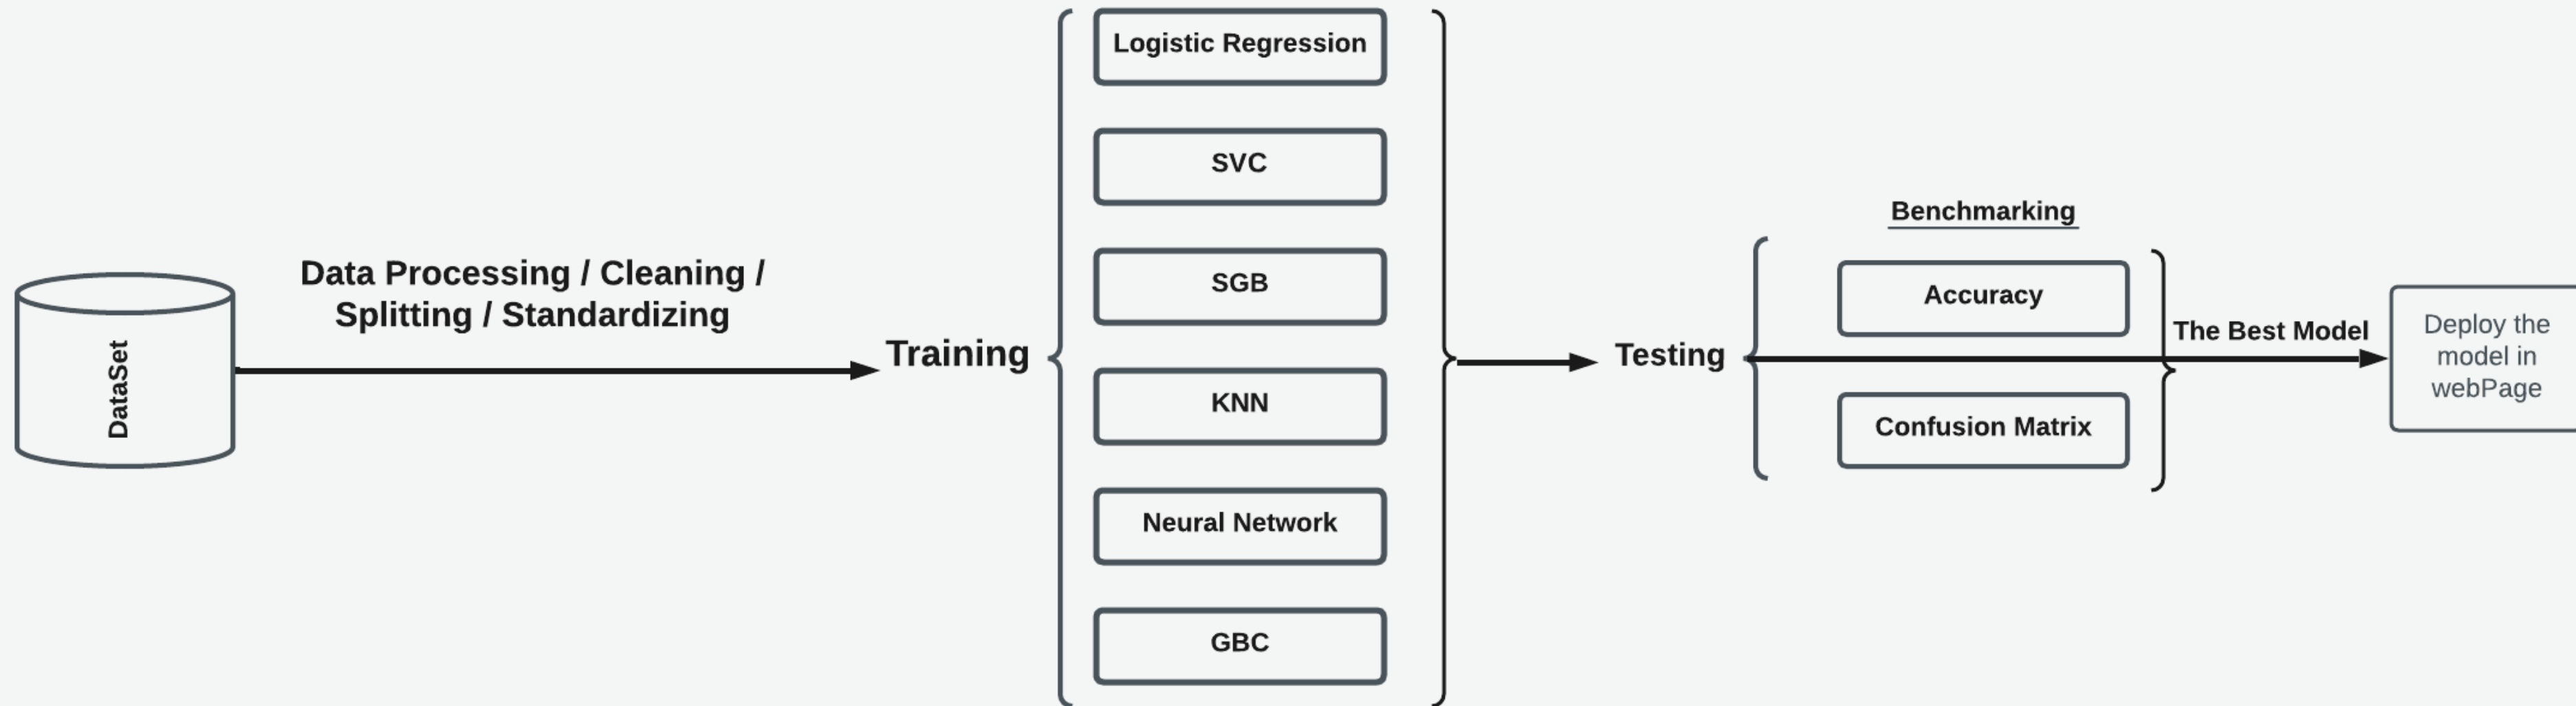 DataSet
Data Processing / Cleaning /
Splitting / Standardizing
Training
Logistic Regression
SVC
SGB
KNN
Neural Network
GBC
Testing
Benchmarking
Accuracy
Confusion Matrix
The Best Model
Deploy the
model in
webPage